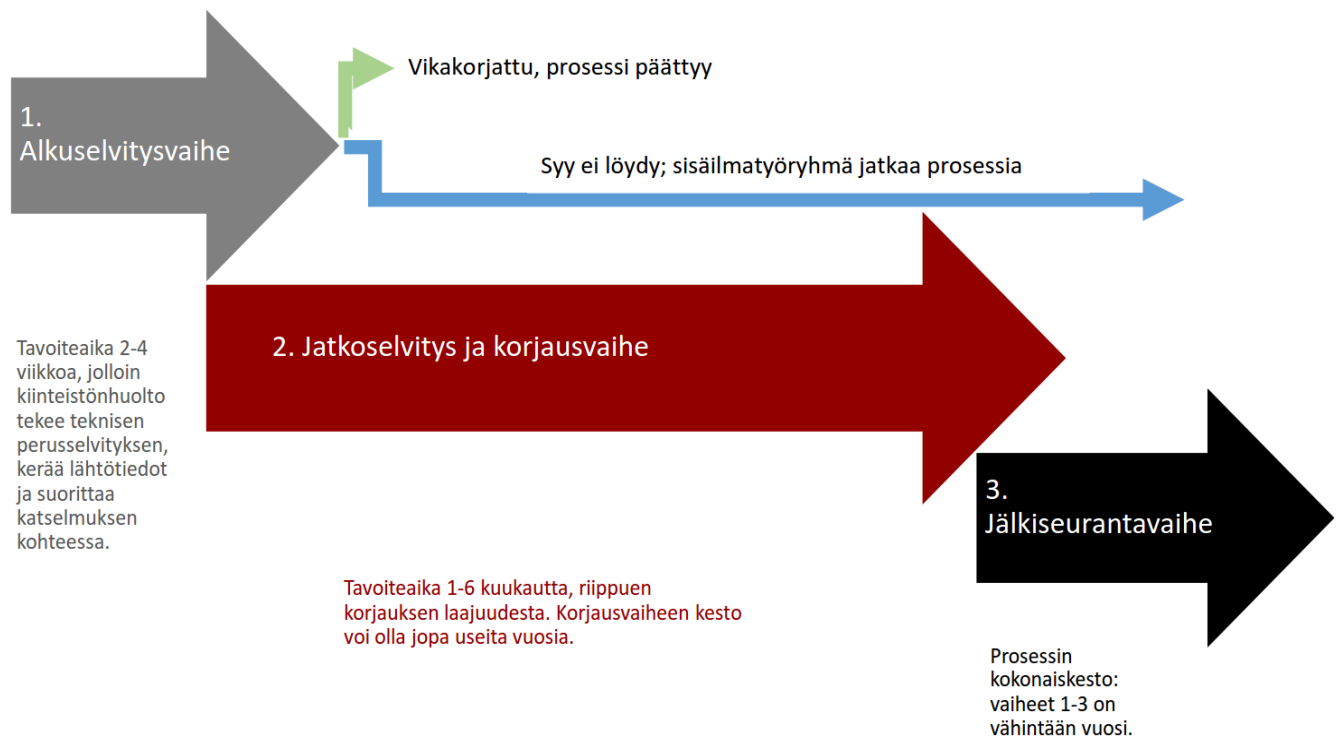 1.
Alkuselvitysvaihe
Vikakorjattu, prosessi päättyy
Syy ei löydy; sisäilmatyöryhmä jatkaa prosessia
2. Jatkoselvitys ja korjausvaihe
Tavoiteaika 2-4
viikkoa, jolloin
kiinteistönhuolto
tekee teknisen
perusselvityksen,
kerää lähtötiedot
ja suorittaa
katselmuksen
kohteessa.
3.
Jälkiseurantavaihe
Tavoiteaika 1-6 kuukautta, riippuen
korjauksen laajuudesta. Korjausvaiheen kesto
voi olla jopa useita vuosia.
Prosessin
kokonaiskesto:
vaiheet 1-3 on
vähintään vuosi.